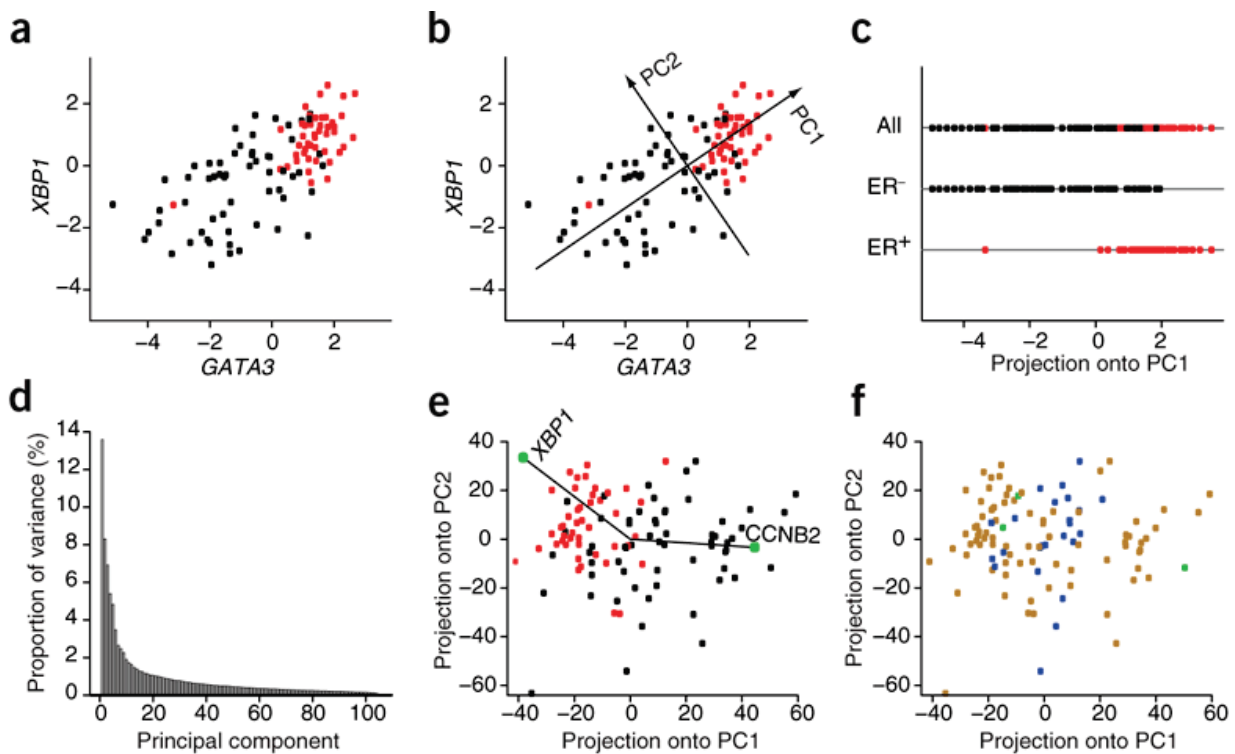 a
XBP1
2
0
−2
−4
−4
−2
0
2
GATA3
b
XBP1
2
0
−2
−4
PC2
PC1
−4
−2
0
2
GATA3
c
All
ER−
ER+
−4
−2
0
2
Projection onto PC1
d
Proportion of variance (%)
14
12
10
8
6
4
2
0
0
20
40
60
80
100
Principal component
e
Projection onto PC2
40
20
0
−20
−40
−60
XBP1
CCNB2
−40
−20
0
20
40
60
Projection onto PC1
f
Projection onto PC2
40
20
0
−20
−40
−60
−40
−20
0
20
40
60
Projection onto PC1